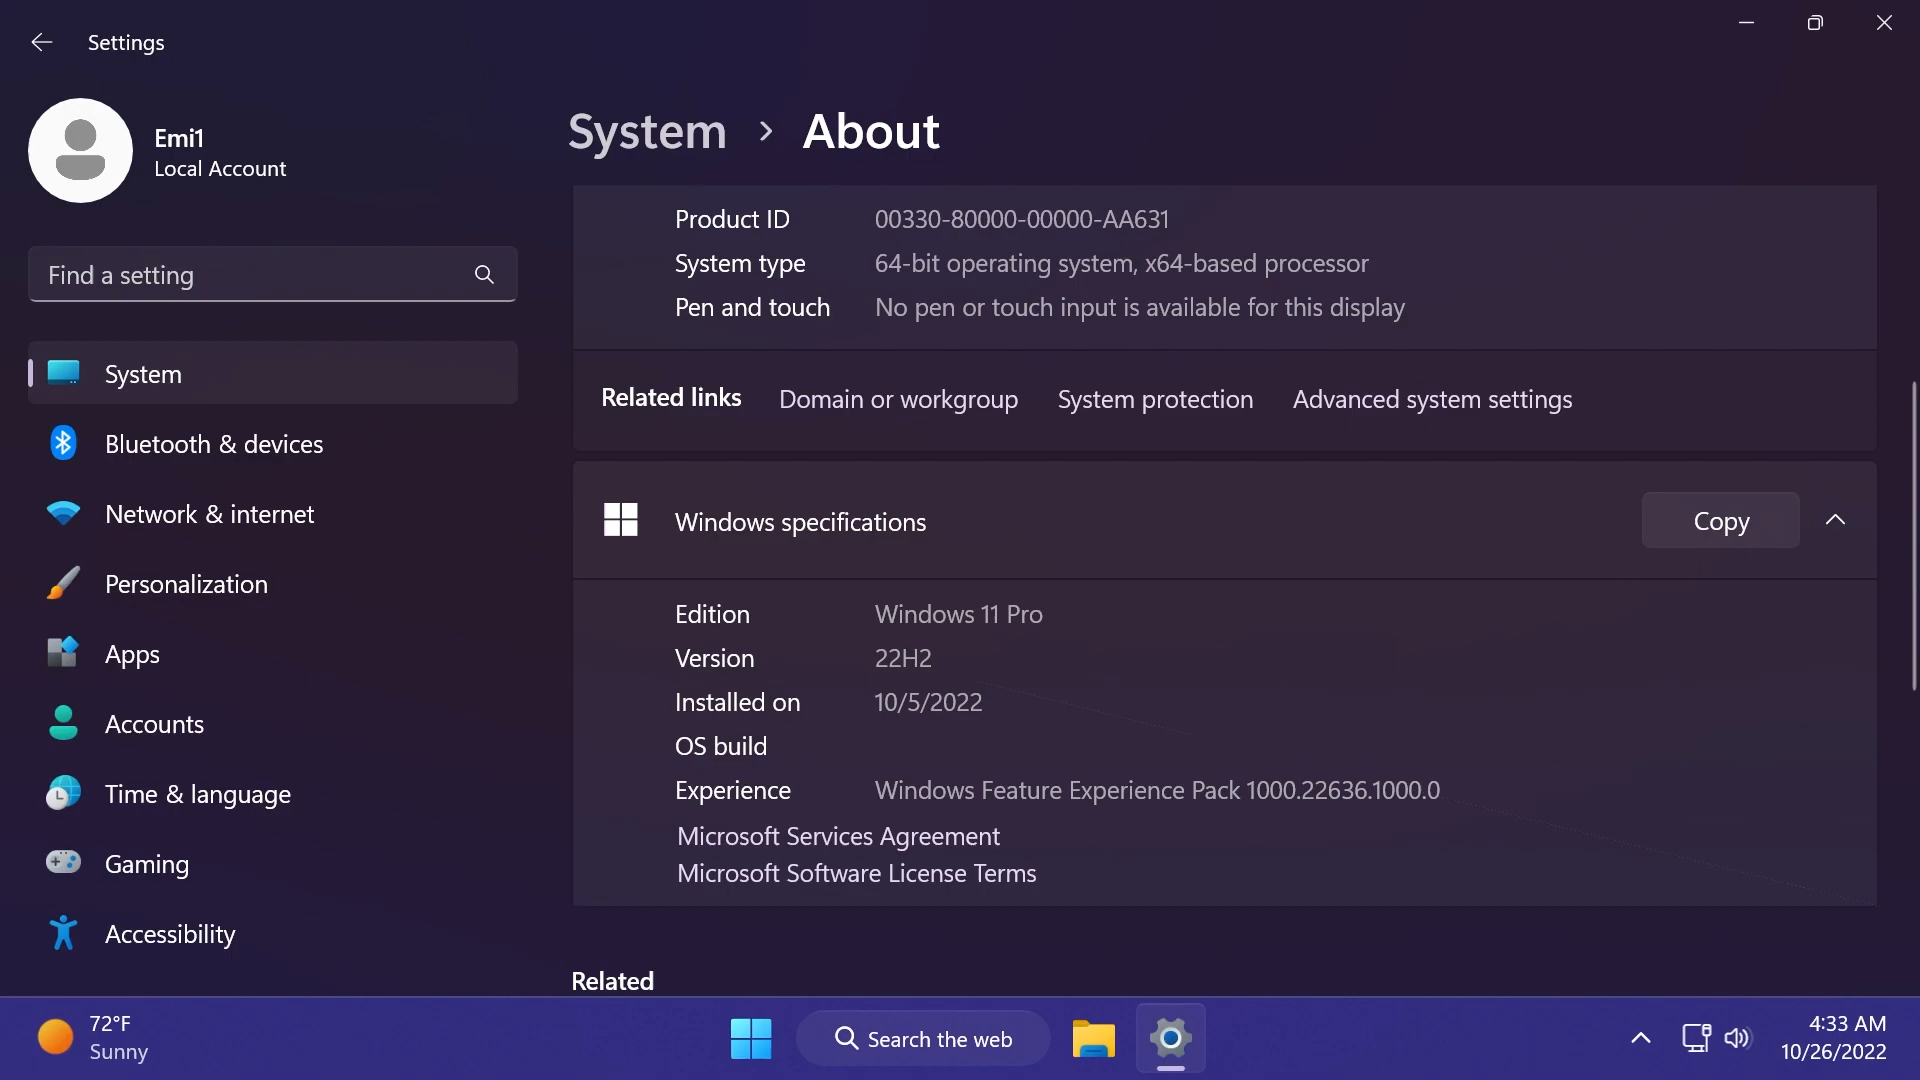 Settings
Emi1
Local Account
Find a setting
System
Bluetooth & devices
Network & internet
Personalization
Apps
Accounts
Time & language
Gaming
Accessibility
System > About
Product ID 00330-80000-00000-AA631
System type 64-bit operating system, x64-based processor
Pen and touch No pen or touch input is available for this display
Related links Domain or workgroup System protection Advanced system settings
Windows specifications Copy
Edition Windows 11 Pro
Version 22H2
Installed on 10/5/2022
OS build
Experience Windows Feature Experience Pack 1000.22636.1000.0
Microsoft Services Agreement
Microsoft Software License Terms
Related
72°F
Sunny
Search the web
4:33 AM
10/26/2022